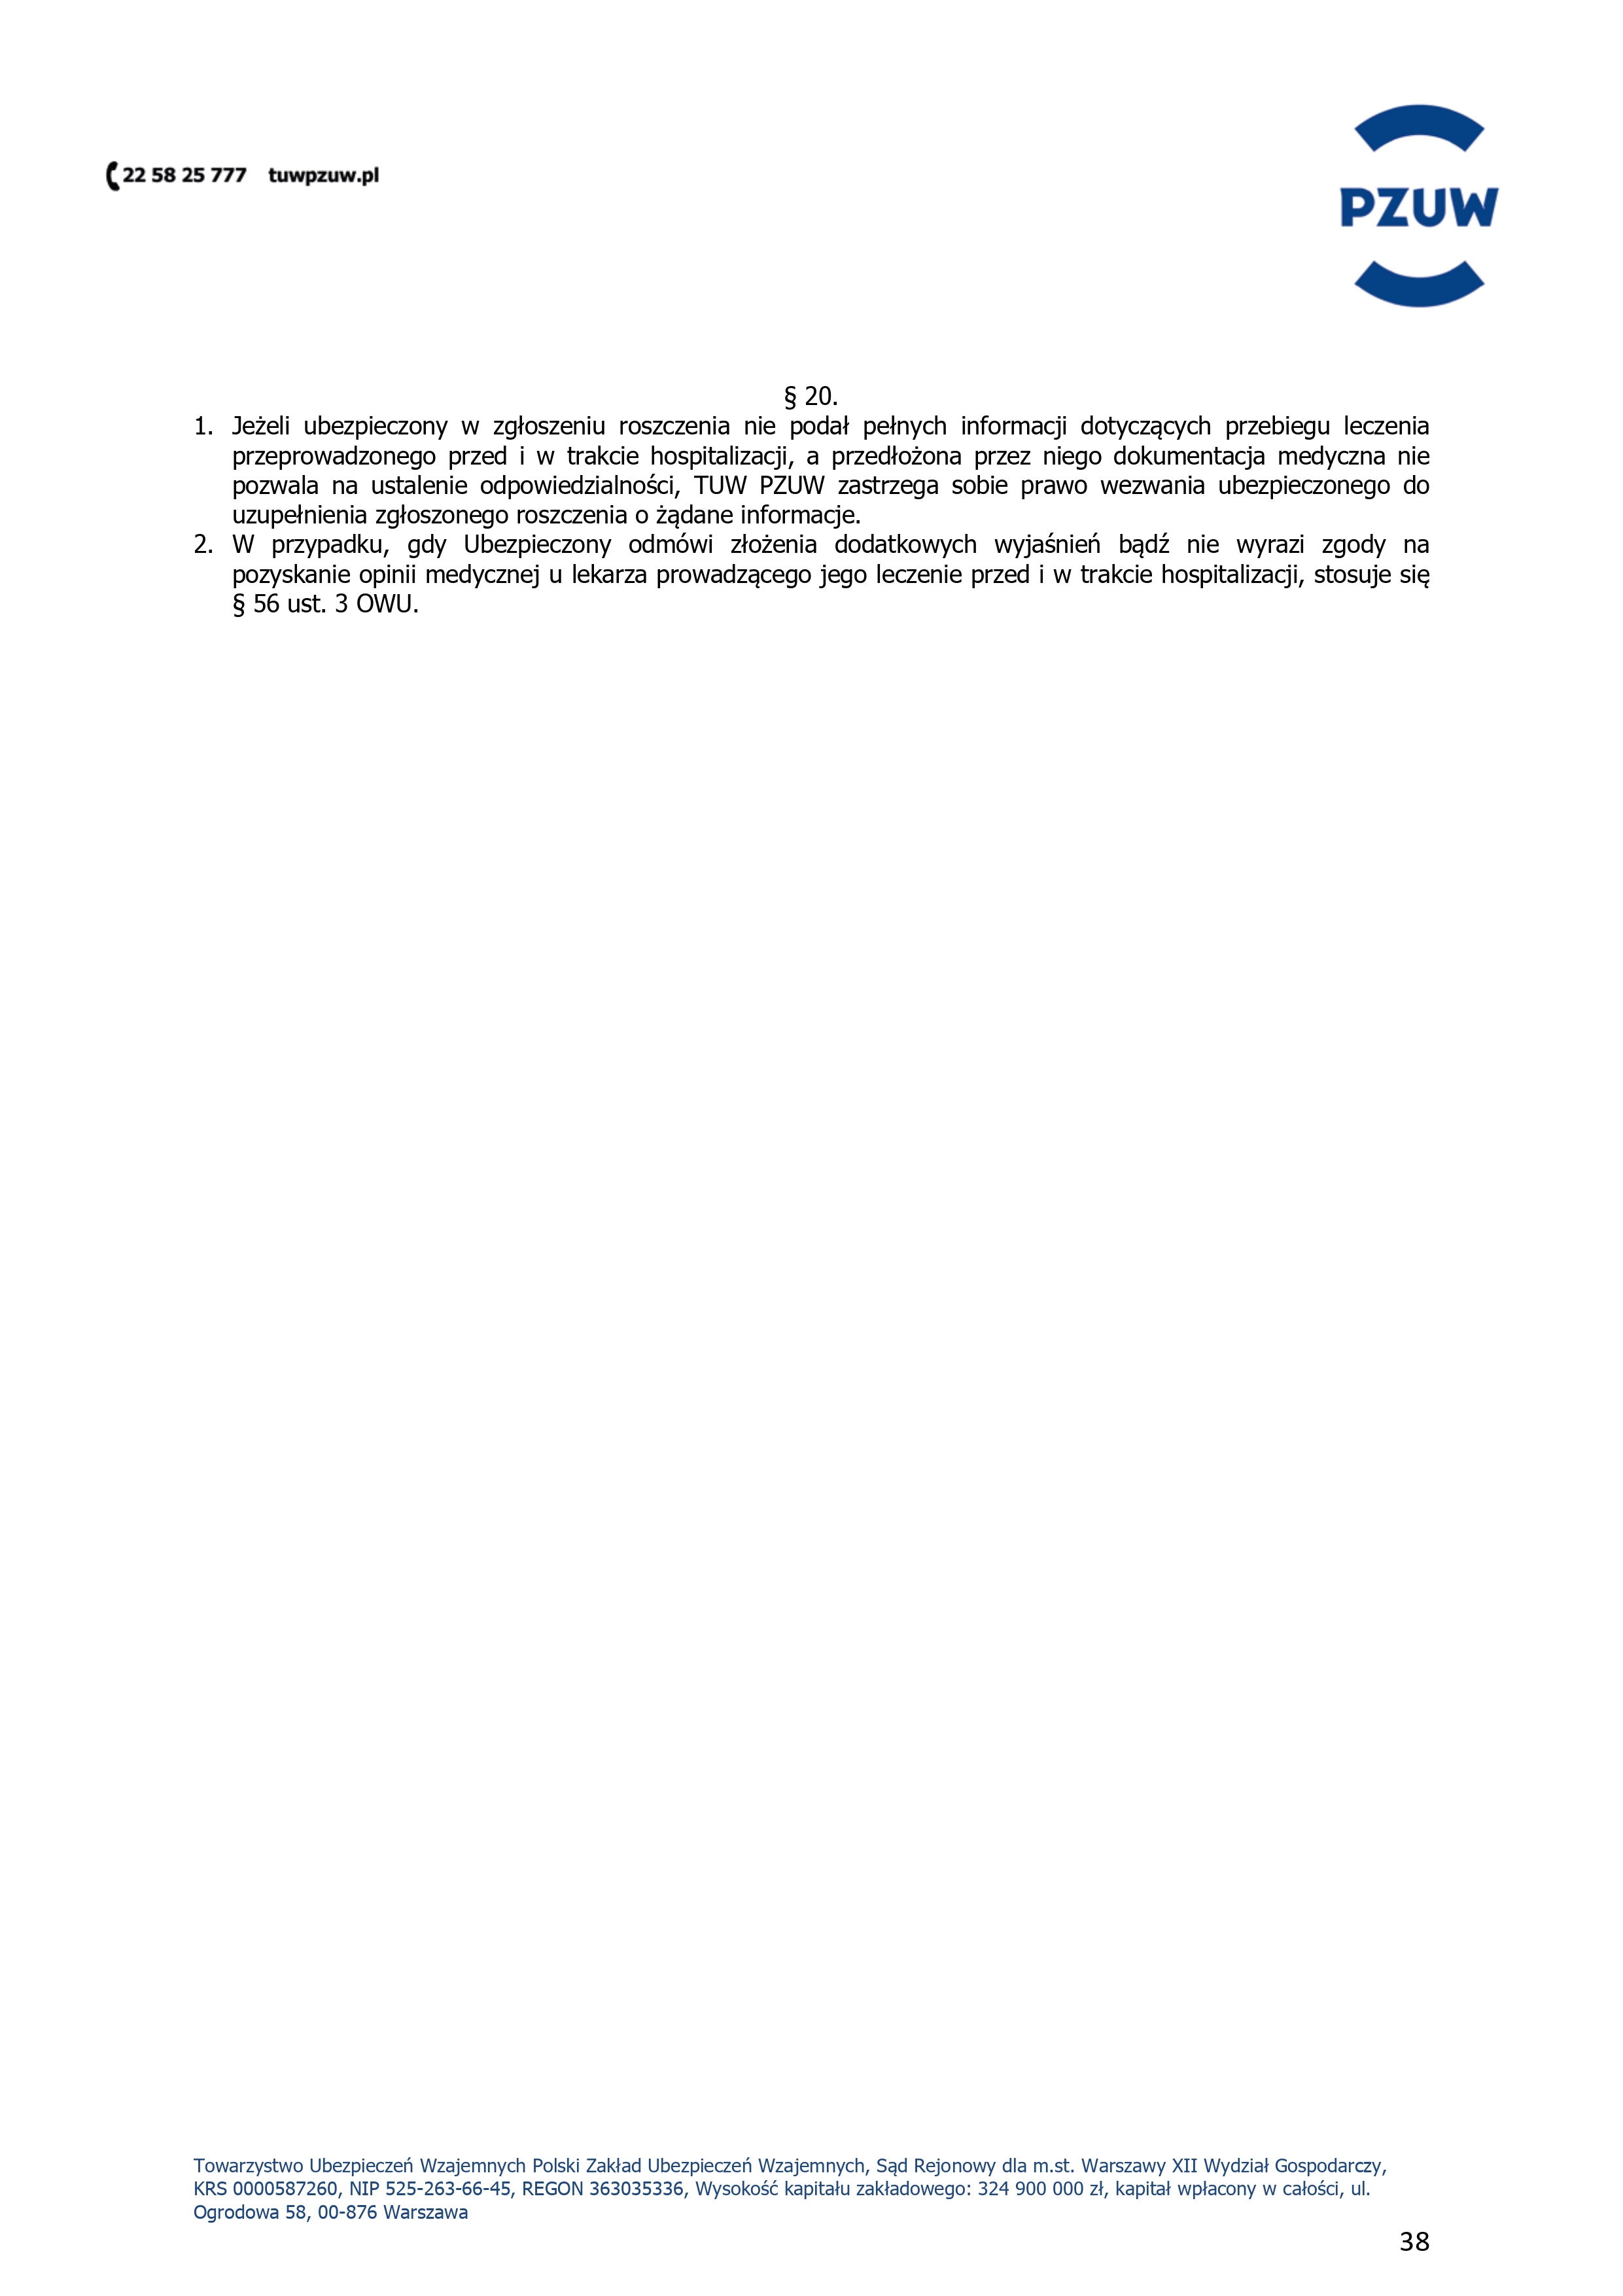 22 58 25 777 tuwpzuw.pl
PZUW
§ 20.
1. Jeżeli ubezpieczony w zgłoszeniu roszczenia nie podał pełnych informacji dotyczących przebiegu leczenia
przeprowadzonego przed i w trakcie hospitalizacji, a przedłożona przez niego dokumentacja medyczna nie
pozwala na ustalenie odpowiedzialności, TUW PZUW zastrzega sobie prawo wezwania ubezpieczonego do
uzupełnienia zgłoszonego roszczenia o żądane informacje.
2. W przypadku, gdy Ubezpieczony odmówi złożenia dodatkowych wyjaśnień bądź nie wyrazi zgody na
pozyskanie opinii medycznej u lekarza prowadzącego jego leczenie przed i w trakcie hospitalizacji, stosuje się
§ 56 ust. 3 OWU.
Towarzystwo Ubezpieczeń Wzajemnych Polski Zakład Ubezpieczeń Wzajemnych, Sąd Rejonowy dla m.st. Warszawy XII Wydział Gospodarczy,
KRS 0000587260, NIP 525-263-66-45, REGON 363035336, Wysokość kapitału zakładowego: 324 900 000 zł, kapitał wpłacony w całości, ul.
Ogrodowa 58, 00-876 Warszawa
38